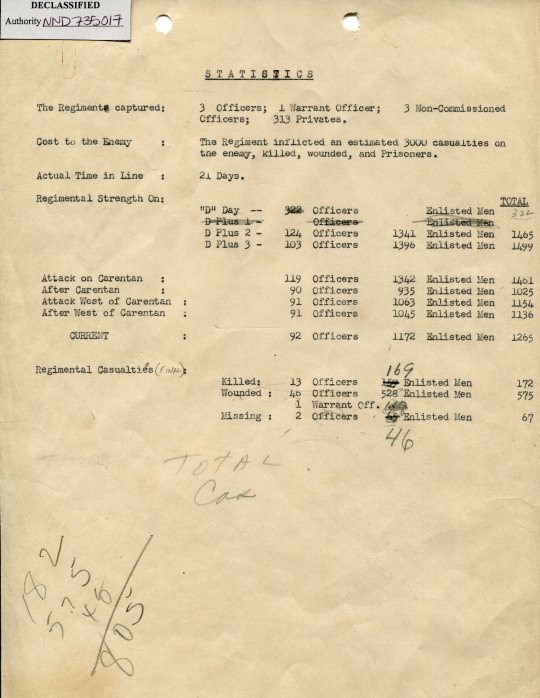 DECLASSIFIED
Authority NND 735017
STATISTICS
The Regiment captured: 3 Officers; 1 Warrant Officer; 3 Non-Commissioned
Officers; 313 Privates.
Cost to the Enemy : The Regiment inflicted an estimated 3000 casualties on
the enemy, killed, wounded, and Prisoners.
Actual Time in Line : 21 Days.
Regimental Strength On: TOTAL
"D" Day -- 322 Officers Enlisted Men 322
D Plus 1 - Officers Enlisted Men
D Plus 2 - 124 Officers 1341 Enlisted Men 1465
D Plus 3 - 103 Officers 1396 Enlisted Men 1499
Attack on Carentan : 119 Officers 1342 Enlisted Men 1461
After Carentan : 90 Officers 935 Enlisted Men 1025
Attack West of Carentan : 91 Officers 1063 Enlisted Men 1154
After West of Carentan : 91 Officers 1045 Enlisted Men 1136
CURRENT : 92 Officers 1172 Enlisted Men 1265
Regimental Casualties (FINAL): 169
Killed: 13 Officers 159 Enlisted Men 172
Wounded : 46 Officers 528 Enlisted Men 575
1 Warrant Off.
Missing : 2 Officers 65 Enlisted Men 67
46
TOTAL
Cas
182
575
48
805